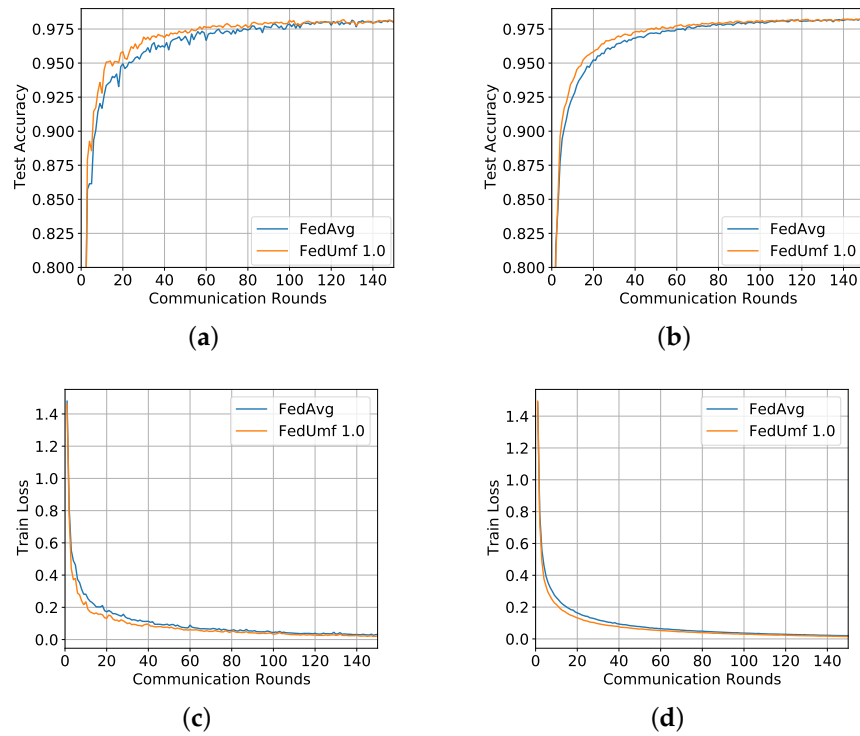 0.975
0.950
0.925
0.900
0.875
0.850
0.825
0.800
Test Accuracy
FedAvg
FedUmf 1.0
0 20 40 60 80 100 120 140
Communication Rounds
(a)
0.975
0.950
0.925
0.900
0.875
0.850
0.825
0.800
Test Accuracy
FedAvg
FedUmf 1.0
0 20 40 60 80 100 120 140
Communication Rounds
(b)
1.4
1.2
1.0
0.8
0.6
0.4
0.2
0.0
Train Loss
FedAvg
FedUmf 1.0
0 20 40 60 80 100 120 140
Communication Rounds
(c)
1.4
1.2
1.0
0.8
0.6
0.4
0.2
0.0
Train Loss
FedAvg
FedUmf 1.0
0 20 40 60 80 100 120 140
Communication Rounds
(d)